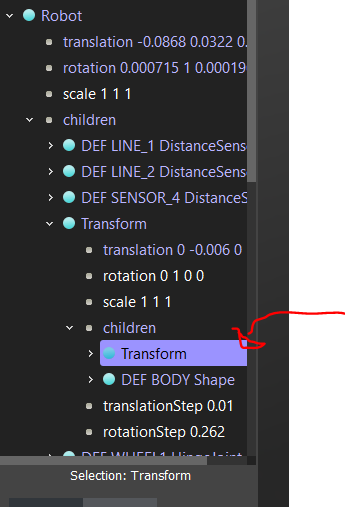 Robot
translation -0.0868 0.0322 0.
rotation 0.000715 1 0.00019
scale 1 1 1
children
DEF LINE_1 DistanceSens
DEF LINE_2 DistanceSens
DEF SENSOR_4 DistanceS
Transform
translation 0 -0.006 0
rotation 0 1 0 0
scale 1 1 1
children
Transform
DEF BODY Shape
translationStep 0.01
rotationStep 0.262
DEF WHEEL1 HingeJoint
Selection: Transform